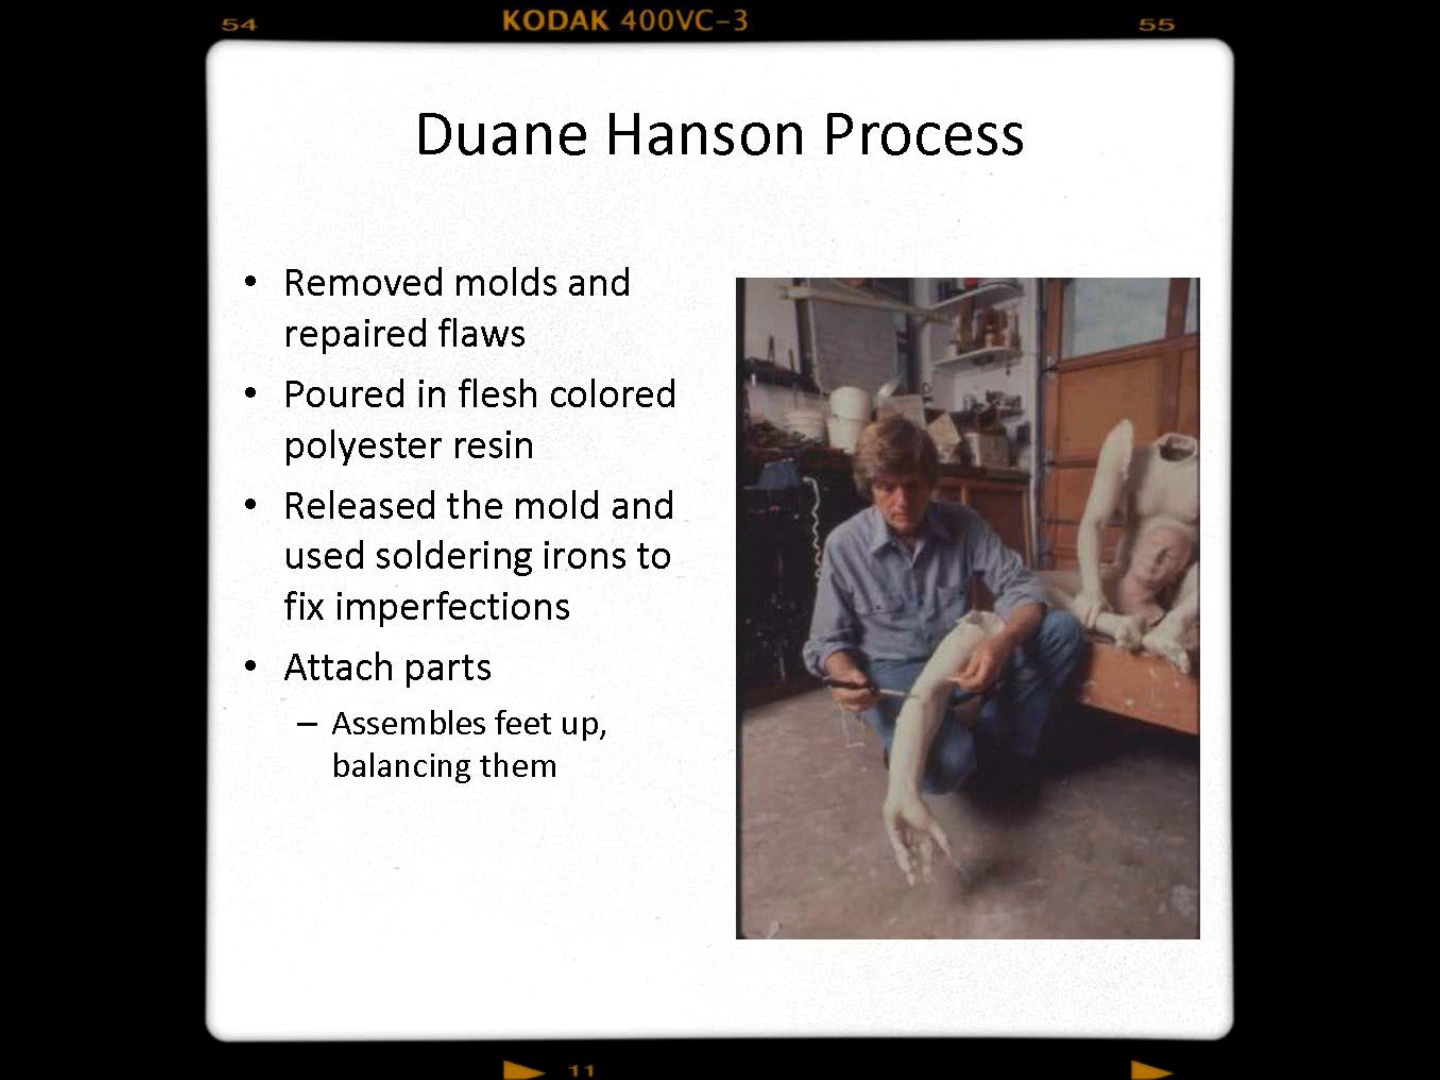 54 KODAK 400VC-3 55
Duane Hanson Process
• Removed molds and
repaired flaws
• Poured in flesh colored
polyester resin
• Released the mold and
used soldering irons to
fix imperfections
• Attach parts
– Assembles feet up,
balancing them
11